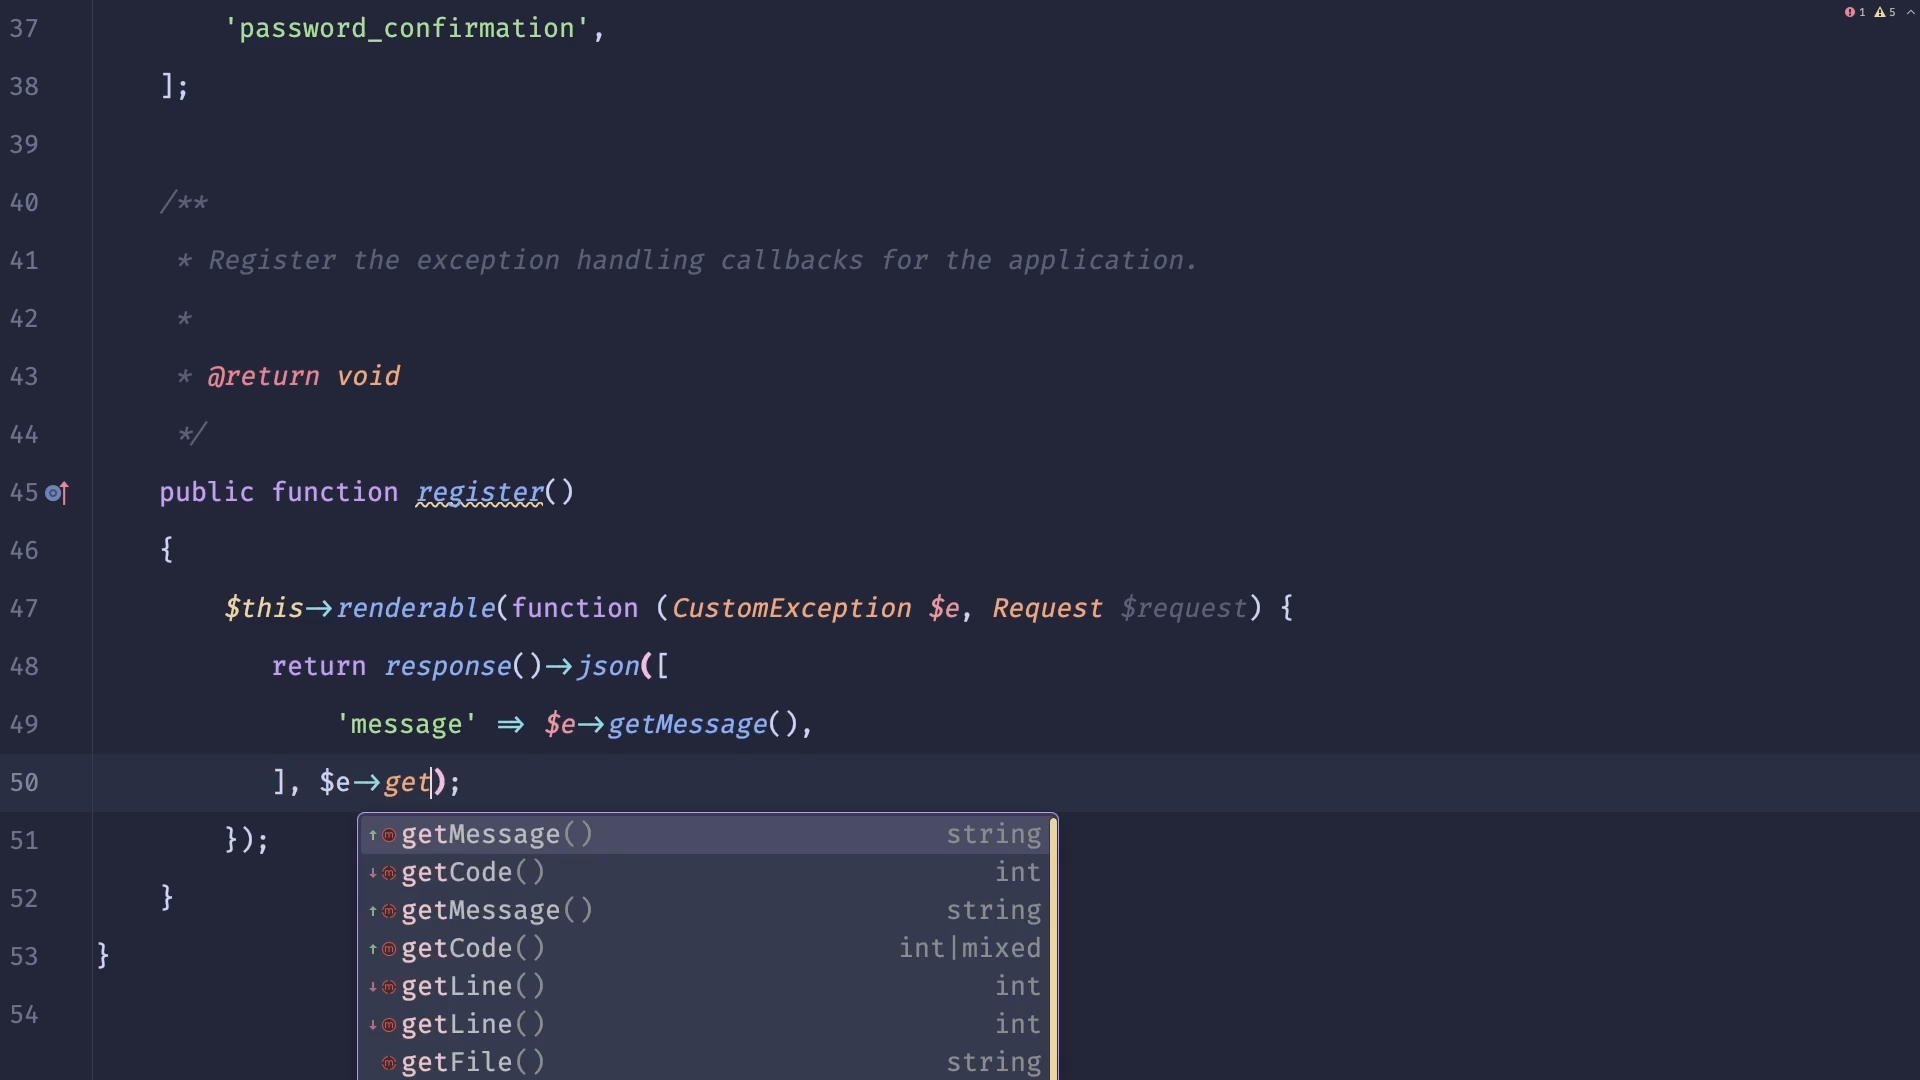 1 5
37 'password_confirmation',
38 ];
39
40 /**
41 * Register the exception handling callbacks for the application.
42 *
43 * @return void
44 */
45 public function register()
46 {
47 $this->renderable(function (CustomException $e, Request $request) {
48 return response()->json([
49 'message' => $e->getMessage(),
50 ], $e->get);
getMessage() string
51 });
getCode() int
52 }
getMessage() string
getCode() int|mixed
53 }
getLine() int
54
getLine() int
getFile() string